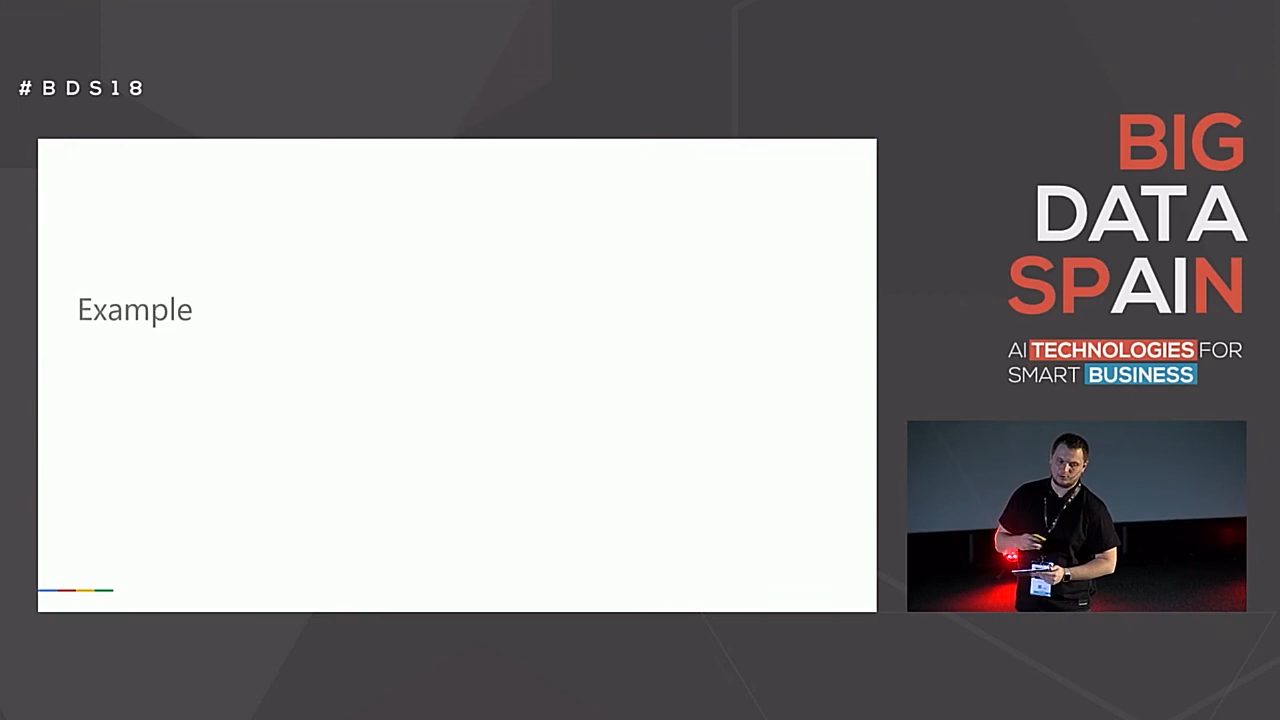 #BDS18
BIG
DATA
SPAIN
AI TECHNOLOGIES FOR
SMART BUSINESS
Example